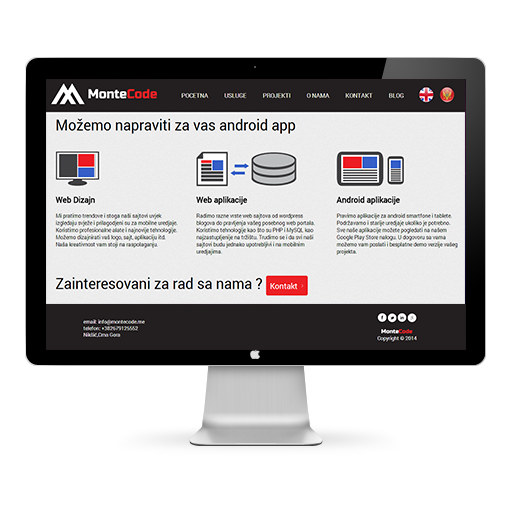 MonteCode POCETNA USLUGE PROJEKTI O NAMA KONTAKT BLOG
Možemo napraviti za vas android app
Web Dizajn
Mi pratimo trendove i stoga naši sajtovi uvjek
izgledaju svježe i prilagodjeni su za mobilne uredjaje.
Koristimo profesionalne alate i najnovije tehnologije.
Možemo dizajnirati vaš logo, sajt, aplikaciju itd.
Naša kreativnost vam stoji na raspolaganju.
Web aplikacije
Radimo razne vrste web sajtova od wordpress
blogova do pravljenja vašeg posebnog web portala.
Koristimo tehnologije kao što su PHP i MySQL kao
najzastupljenije na tržištu. Trudimo se i da svi naši
sajtovi budu jednako upotrebljivi i na mobilnim
uredjajima.
Android aplikacije
Pravimo aplikacije za android smartfone i tablete.
Podržavamo i starije uredjaje ukoliko je potrebno.
Sve naše aplikacije možete pogledati na našem
Google Play Store nalogu. U dogovoru sa vama
možemo vam poslati i besplatne demo verzije vašeg
projekta.
Zainteresovani za rad sa nama ? Kontakt
email: info@montecode.me
telefon: +382679125552
Nikšić,Crna Gora
MonteCode
Copyright © 2014